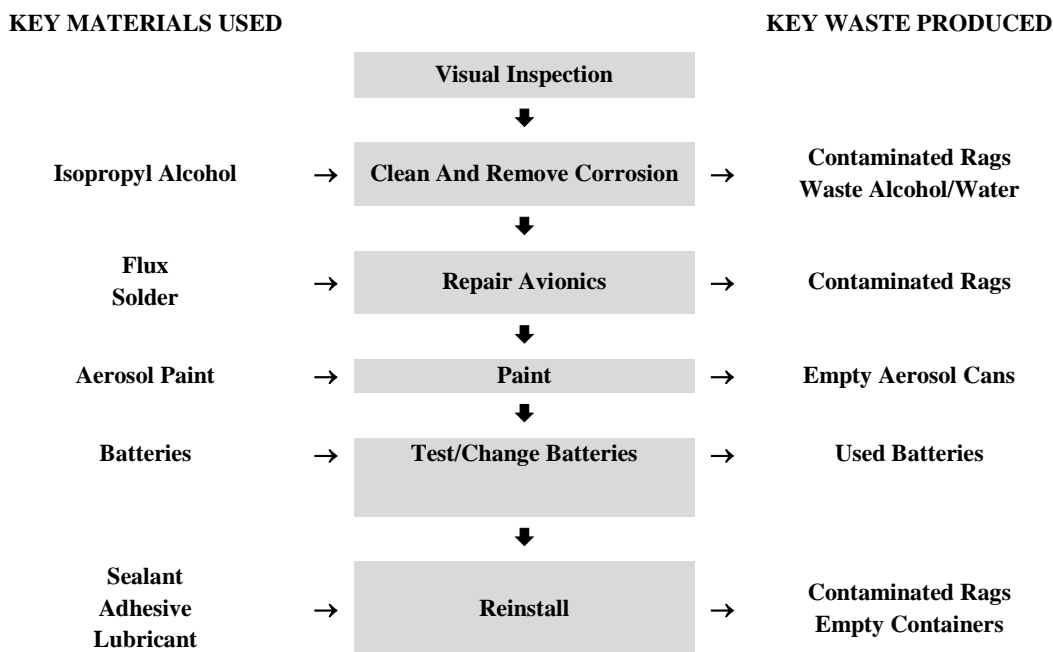 KEY MATERIALS USED
KEY WASTE PRODUCED
Visual Inspection
Isopropyl Alcohol
→
Clean And Remove Corrosion
→
Contaminated Rags
Waste Alcohol/Water
Flux
Solder
→
Repair Avionics
→
Contaminated Rags
Aerosol Paint
→
Paint
→
Empty Aerosol Cans
Batteries
→
Test/Change Batteries
→
Used Batteries
Sealant
Adhesive
Lubricant
→
Reinstall
→
Contaminated Rags
Empty Containers